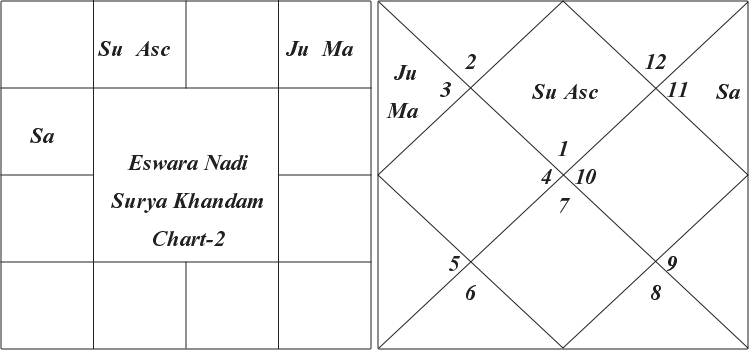 Su Asc
Ju Ma
Sa
Eswara Nadi
Surya Khandam
Chart-2
Ju
Ma
2
3
Su Asc
12
11
Sa
1
4
10
7
5
6
9
8